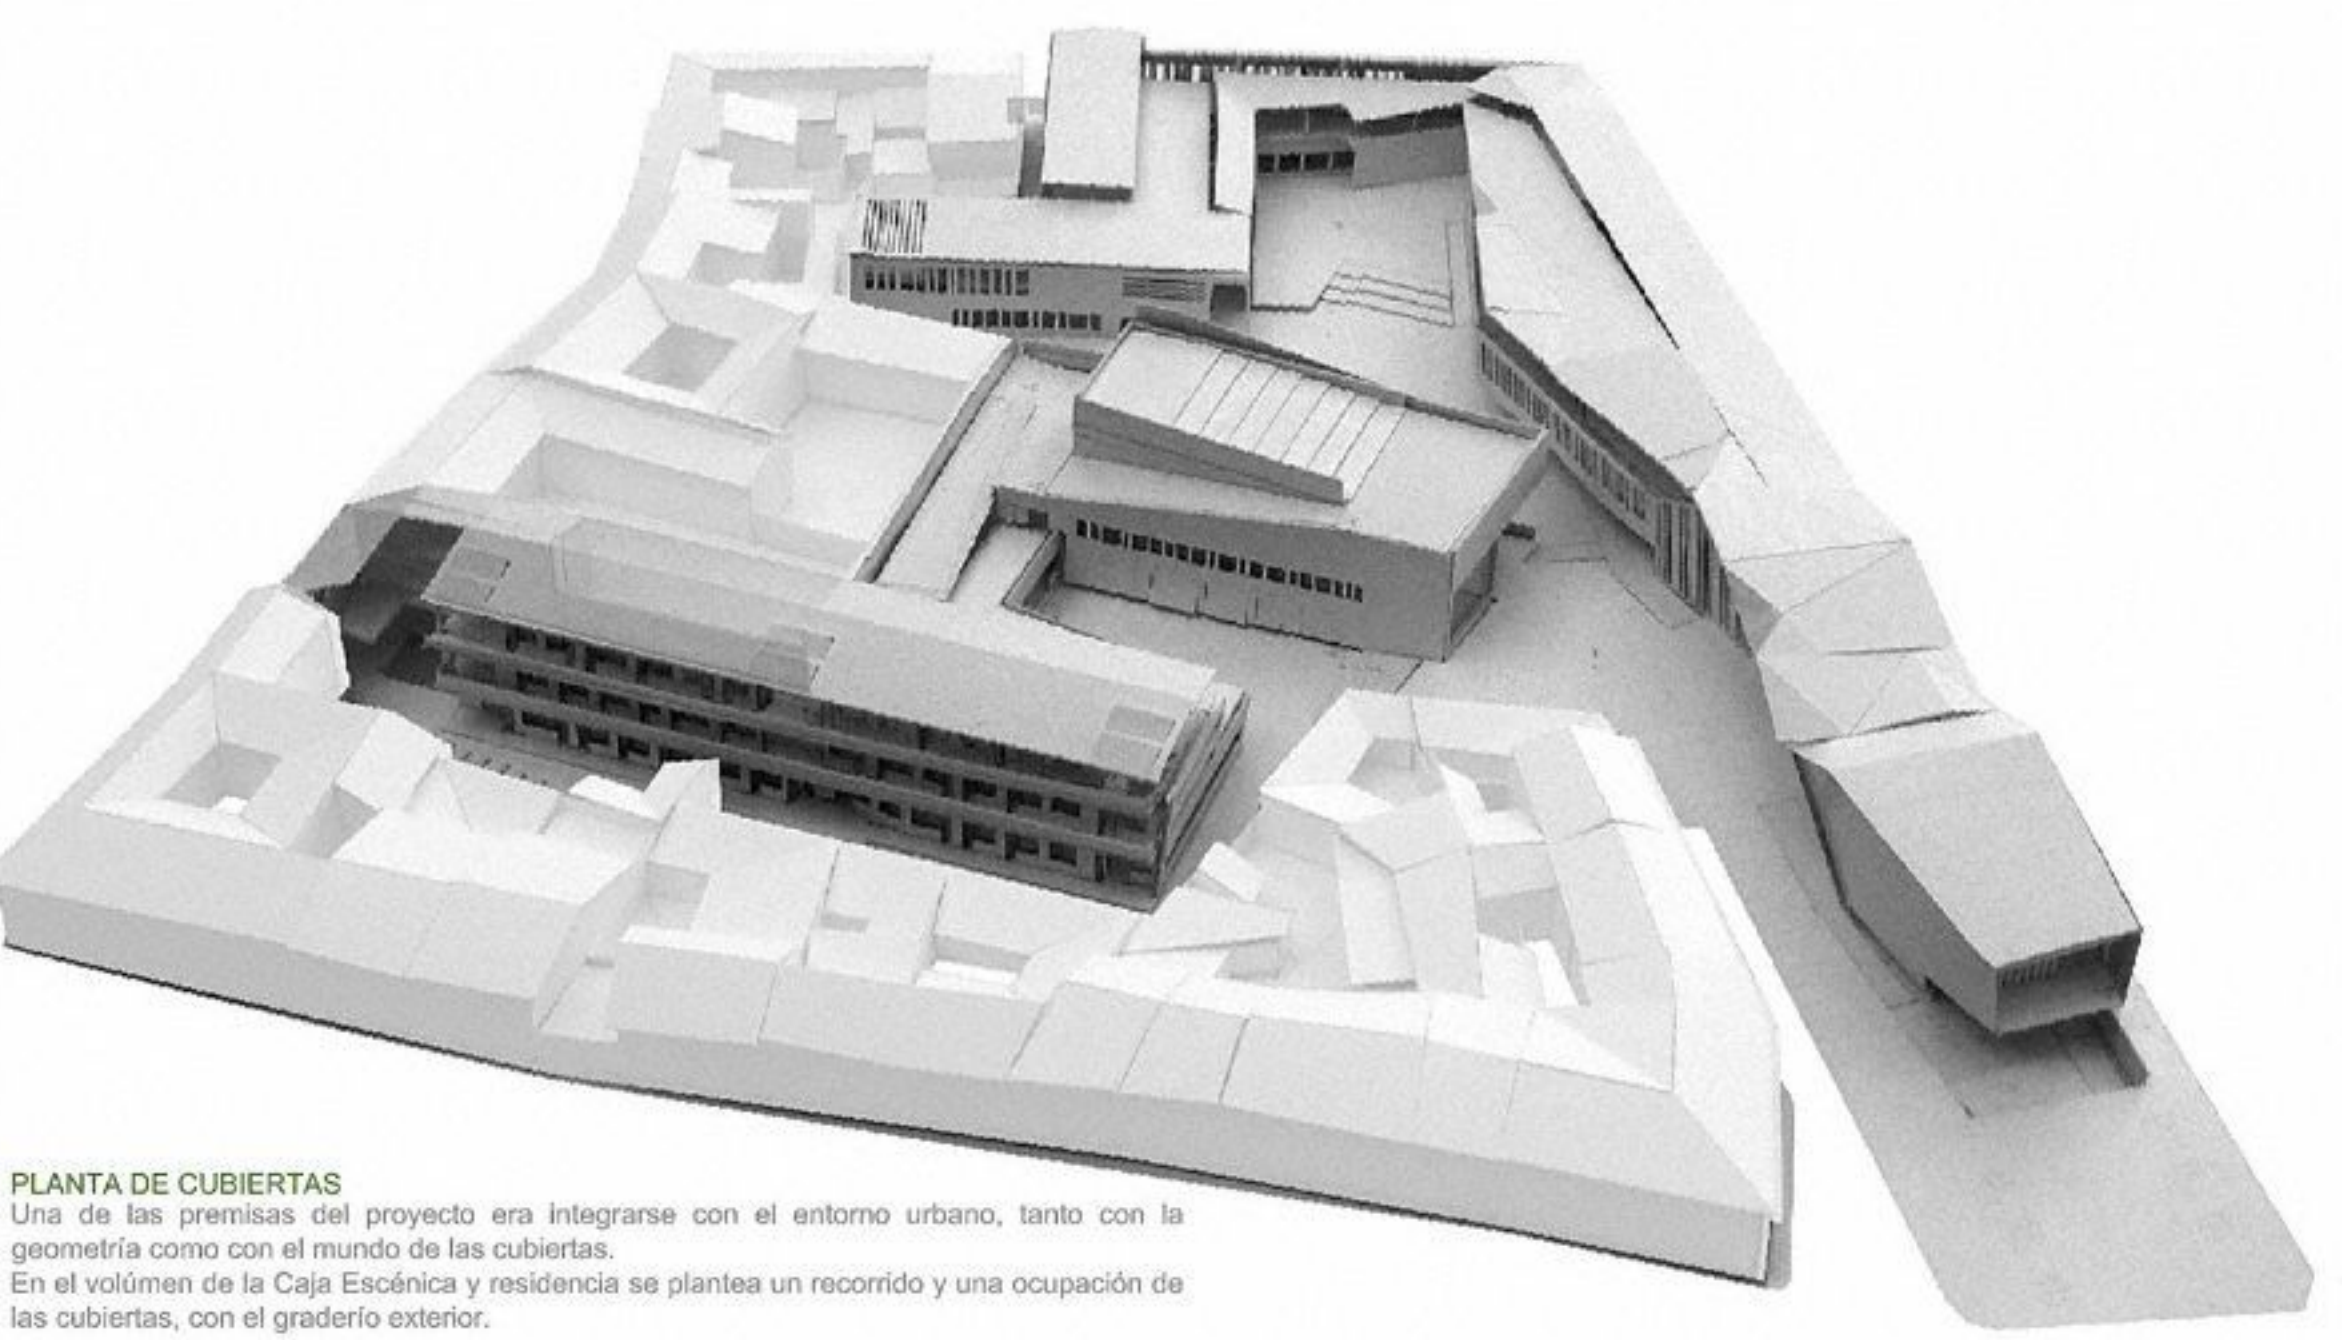 PLANTA DE CUBIERTAS
Una de las premisas del proyecto era integrarse con el entorno urbano, tanto con la
geometría como con el mundo de las cubiertas.
En el volúmen de la Caja Escénica y residencia se plantea un recorrido y una ocupación de
las cubiertas, con el graderío exterior.